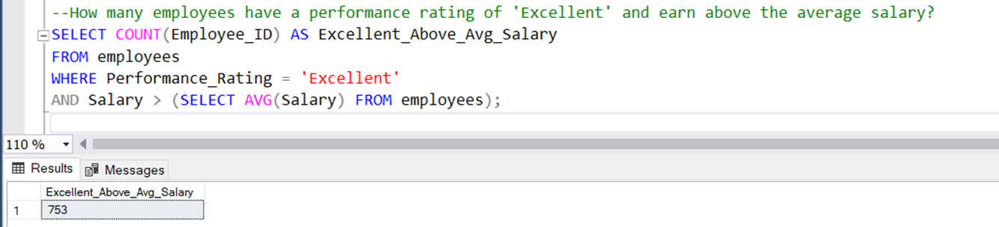 --How many employees have a performance rating of 'Excellent' and earn above the average salary?
SELECT COUNT(Employee_ID) AS Excellent_Above_Avg_Salary
FROM employees
WHERE Performance_Rating = 'Excellent'
AND Salary > (SELECT AVG(Salary) FROM employees);
110 %
Results Messages
Excellent_Above_Avg_Salary
1 753